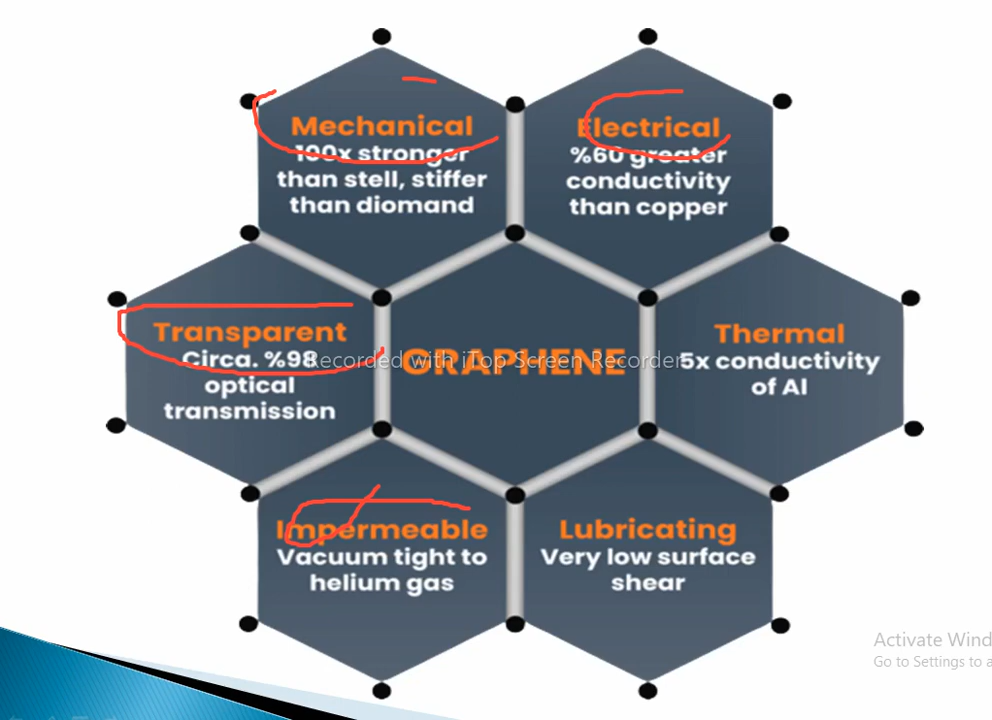 Mechanical
100x stronger
than stell, stiffer
than diomand
Electrical
%60 greater
conductivity
than copper
Transparent
Circa. %98
optical
transmission
GRAPHENE
Recorded with iTop Screen Recorder
Thermal
5x conductivity
of Al
Impermeable
Vacuum tight to
helium gas
Lubricating
Very low surface
shear
Activate Wind
Go to Settings to a